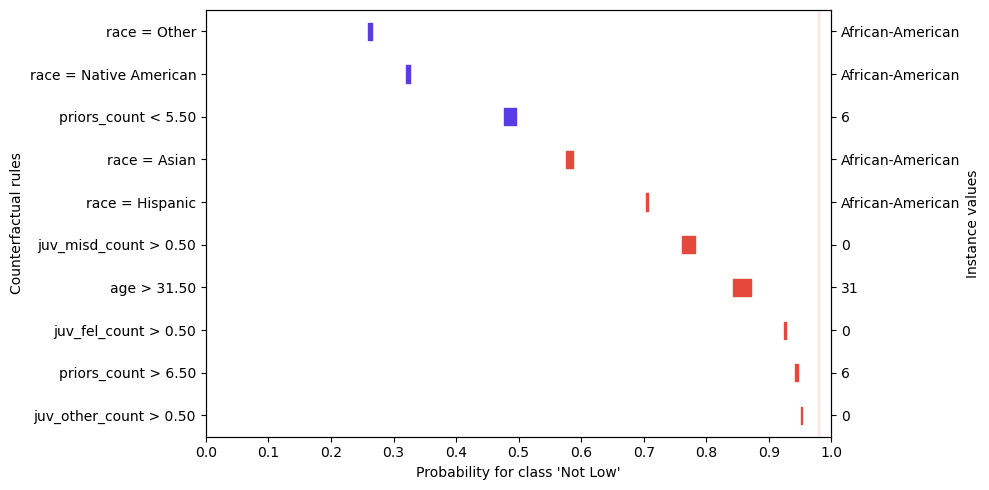 race = Other
African-American
race = Native American
African-American
priors_count < 5.50
6
race = Asian
African-American
race = Hispanic
African-American
juv_misd_count > 0.50
0
age > 31.50
31
juv_fel_count > 0.50
0
priors_count > 6.50
6
juv_other_count > 0.50
0
Counterfactual rules
Instance values
0.0 0.1 0.2 0.3 0.4 0.5 0.6 0.7 0.8 0.9 1.0
Probability for class 'Not Low'